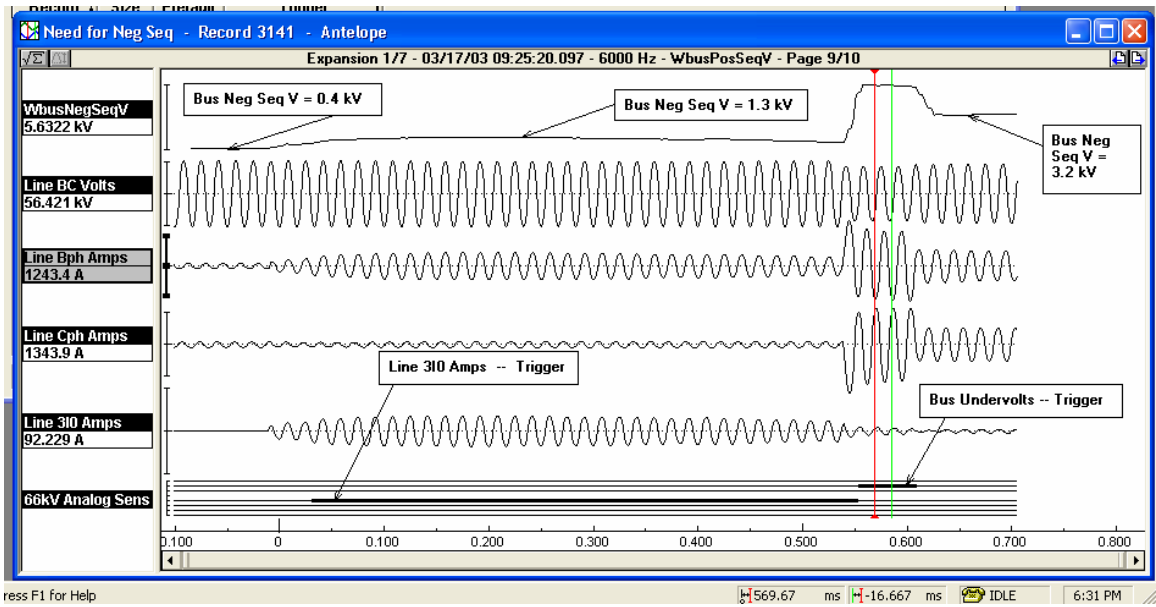 Record Size Pretrib Trigger
Need for Neg Seq - Record 3141 - Antelope
Expansion 1/7 - 03/17/03 09:25:20.097 - 6000 Hz - WbusPosSeqV - Page 9/10
WbusNegSeqV
5.6322 kV
Bus Neg Seq V = 0.4 kV
Bus Neg Seq V = 1.3 kV
Bus Neg
Seq V =
3.2 kV
Line BC Volts
56.421 kV
Line Bph Amps
1243.4 A
Line Cph Amps
1343.9 A
Line 3I0 Amps -- Trigger
Bus Undervolts -- Trigger
Line 3I0 Amps
92.229 A
66kV Analog Sens
0.100 0 0.100 0.200 0.300 0.400 0.500 0.600 0.700 0.800
ress F1 for Help
569.67 ms
-16.667 ms
IDLE
6:31 PM